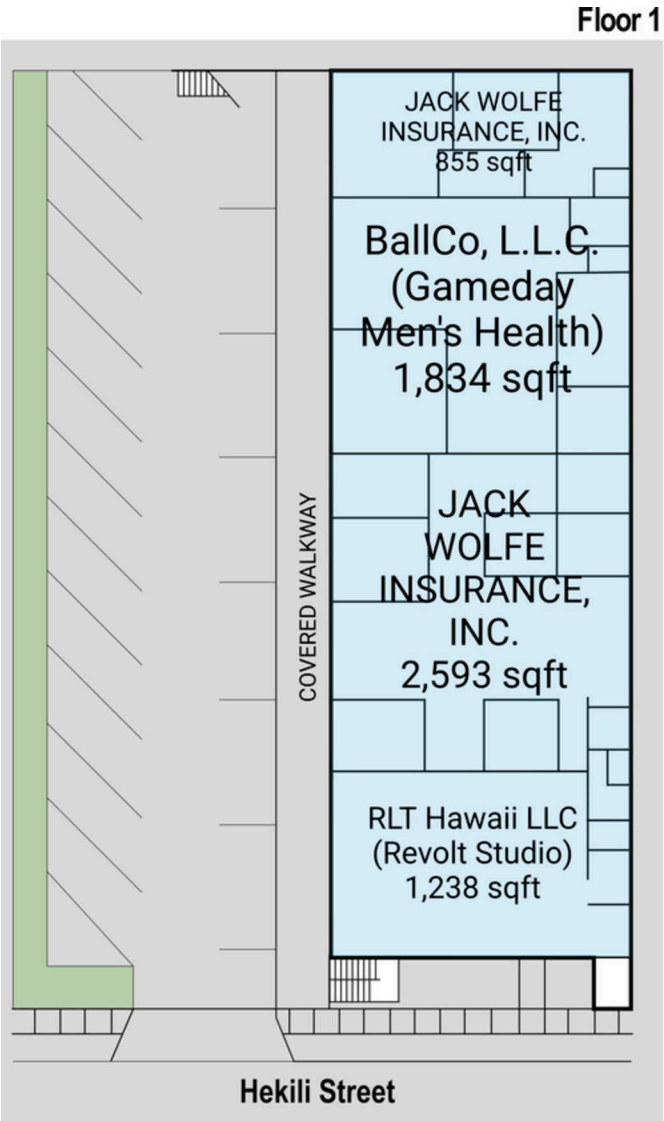 Floor 1
JACK WOLFE
INSURANCE, INC.
855 sqft
BallCo, L.L.C.
(Gameday
Men's Health)
1,834 sqft
JACK
WOLFE
INSURANCE,
INC.
2,593 sqft
COVERED WALKWAY
RLT Hawaii LLC
(Revolt Studio)
1,238 sqft
Hekili Street